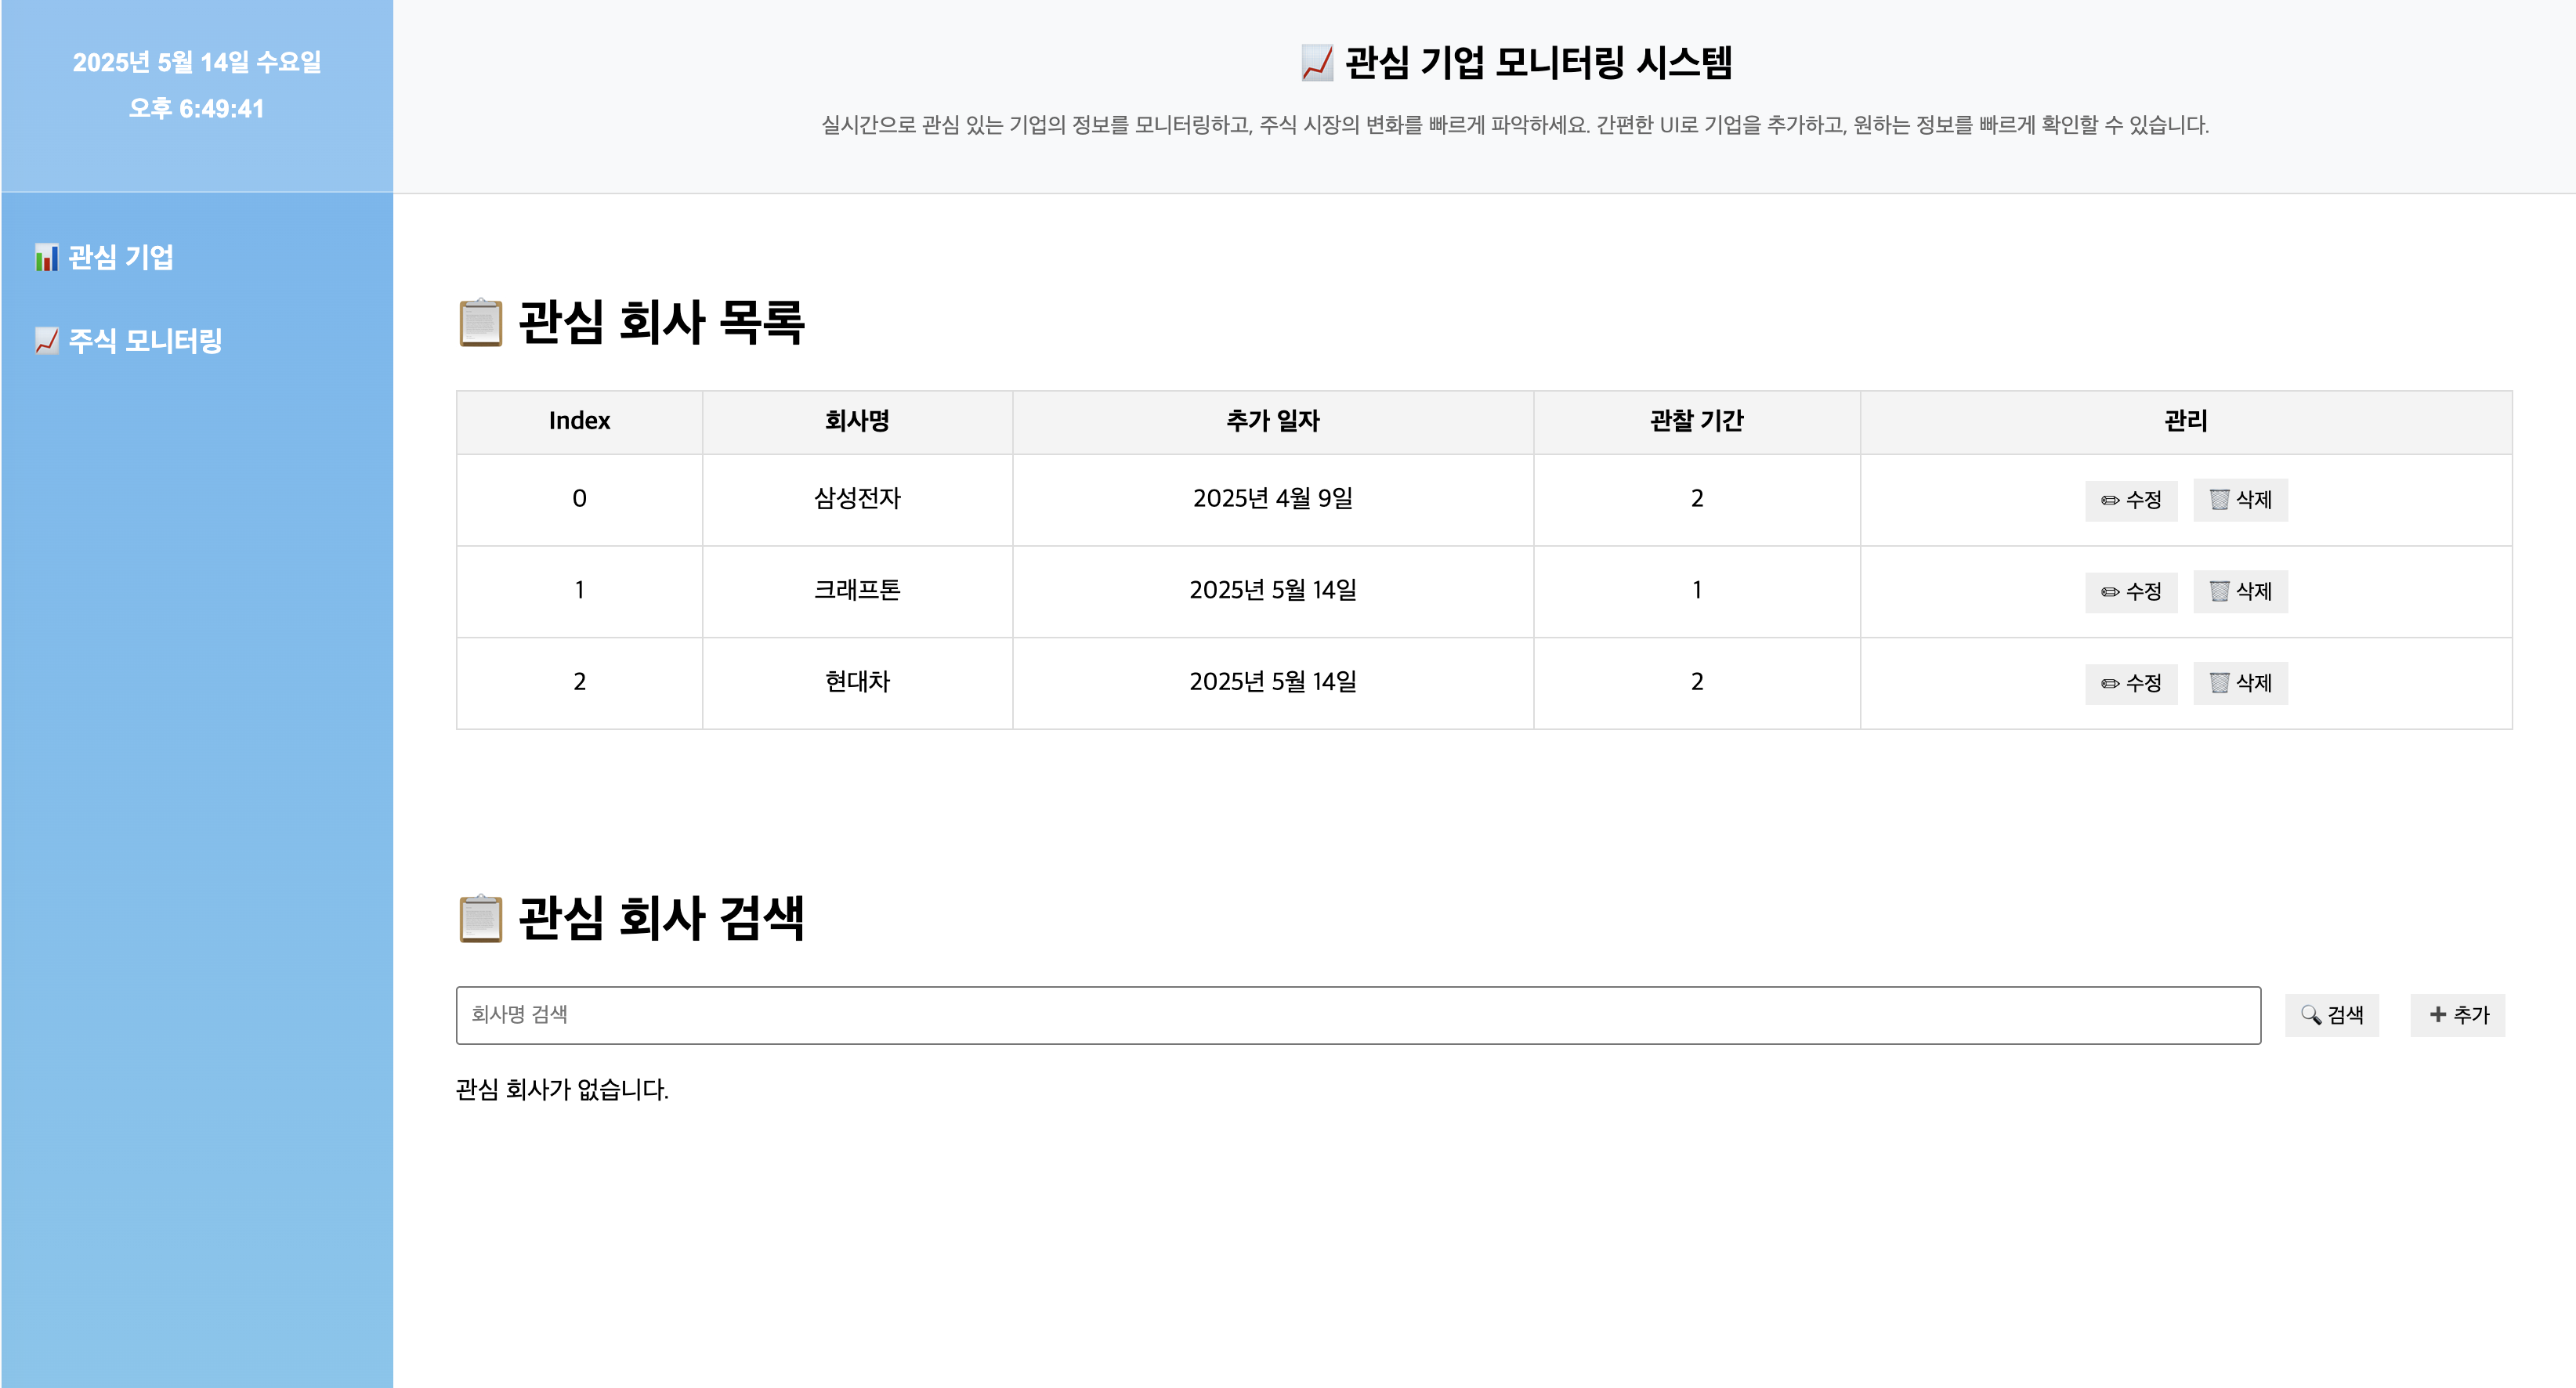 2025년 5월 14일 수요일
오후 6:49:41
📈 관심 기업 모니터링 시스템
실시간으로 관심 있는 기업의 정보를 모니터링하고, 주식 시장의 변화를 빠르게 파악하세요. 간편한 UI로 기업을 추가하고, 원하는 정보를 빠르게 확인할 수 있습니다.
📊 관심 기업
📈 주식 모니터링
📋 관심 회사 목록
Index 회사명 추가 일자 관찰 기간 관리
0 삼성전자 2025년 4월 9일 2 ✏ 수정 🗑 삭제
1 크래프톤 2025년 5월 14일 1 ✏ 수정 🗑 삭제
2 현대차 2025년 5월 14일 2 ✏ 수정 🗑 삭제
📋 관심 회사 검색
회사명 검색 🔍 검색 ➕ 추가
관심 회사가 없습니다.